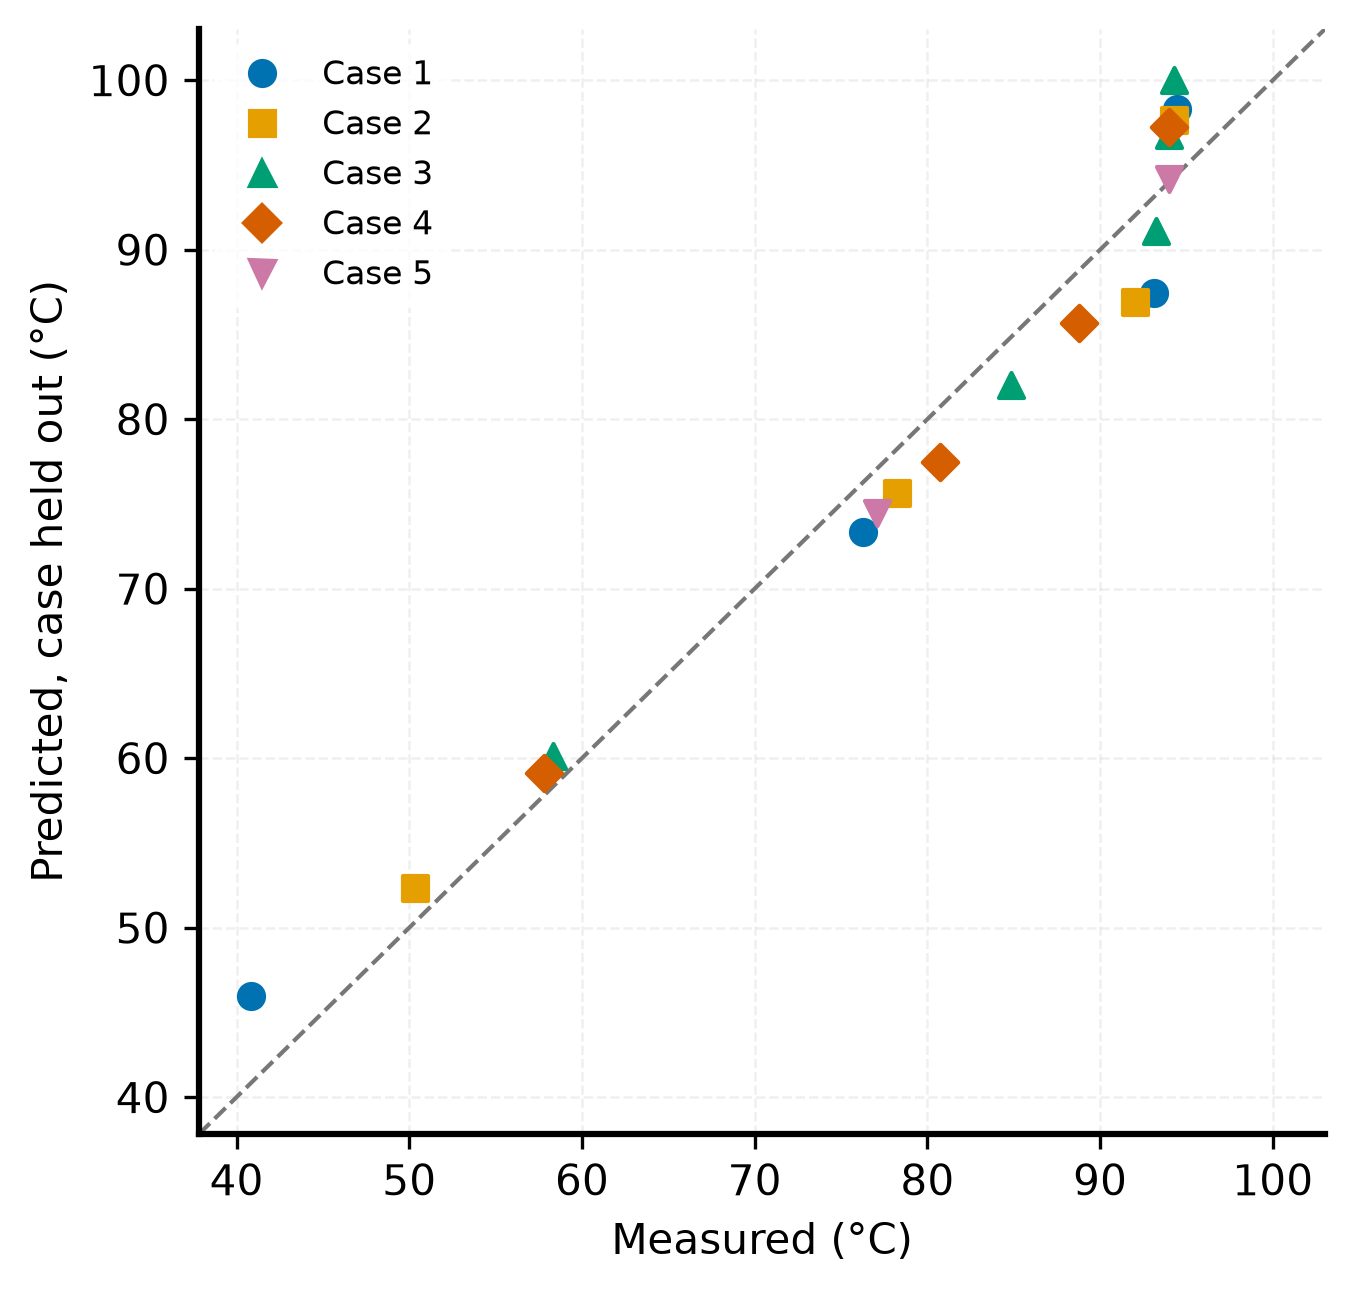 Case 1
Case 2
Case 3
Case 4
Case 5
Predicted, case held out (°C)
100
90
80
70
60
50
40
40 50 60 70 80 90 100
Measured (°C)